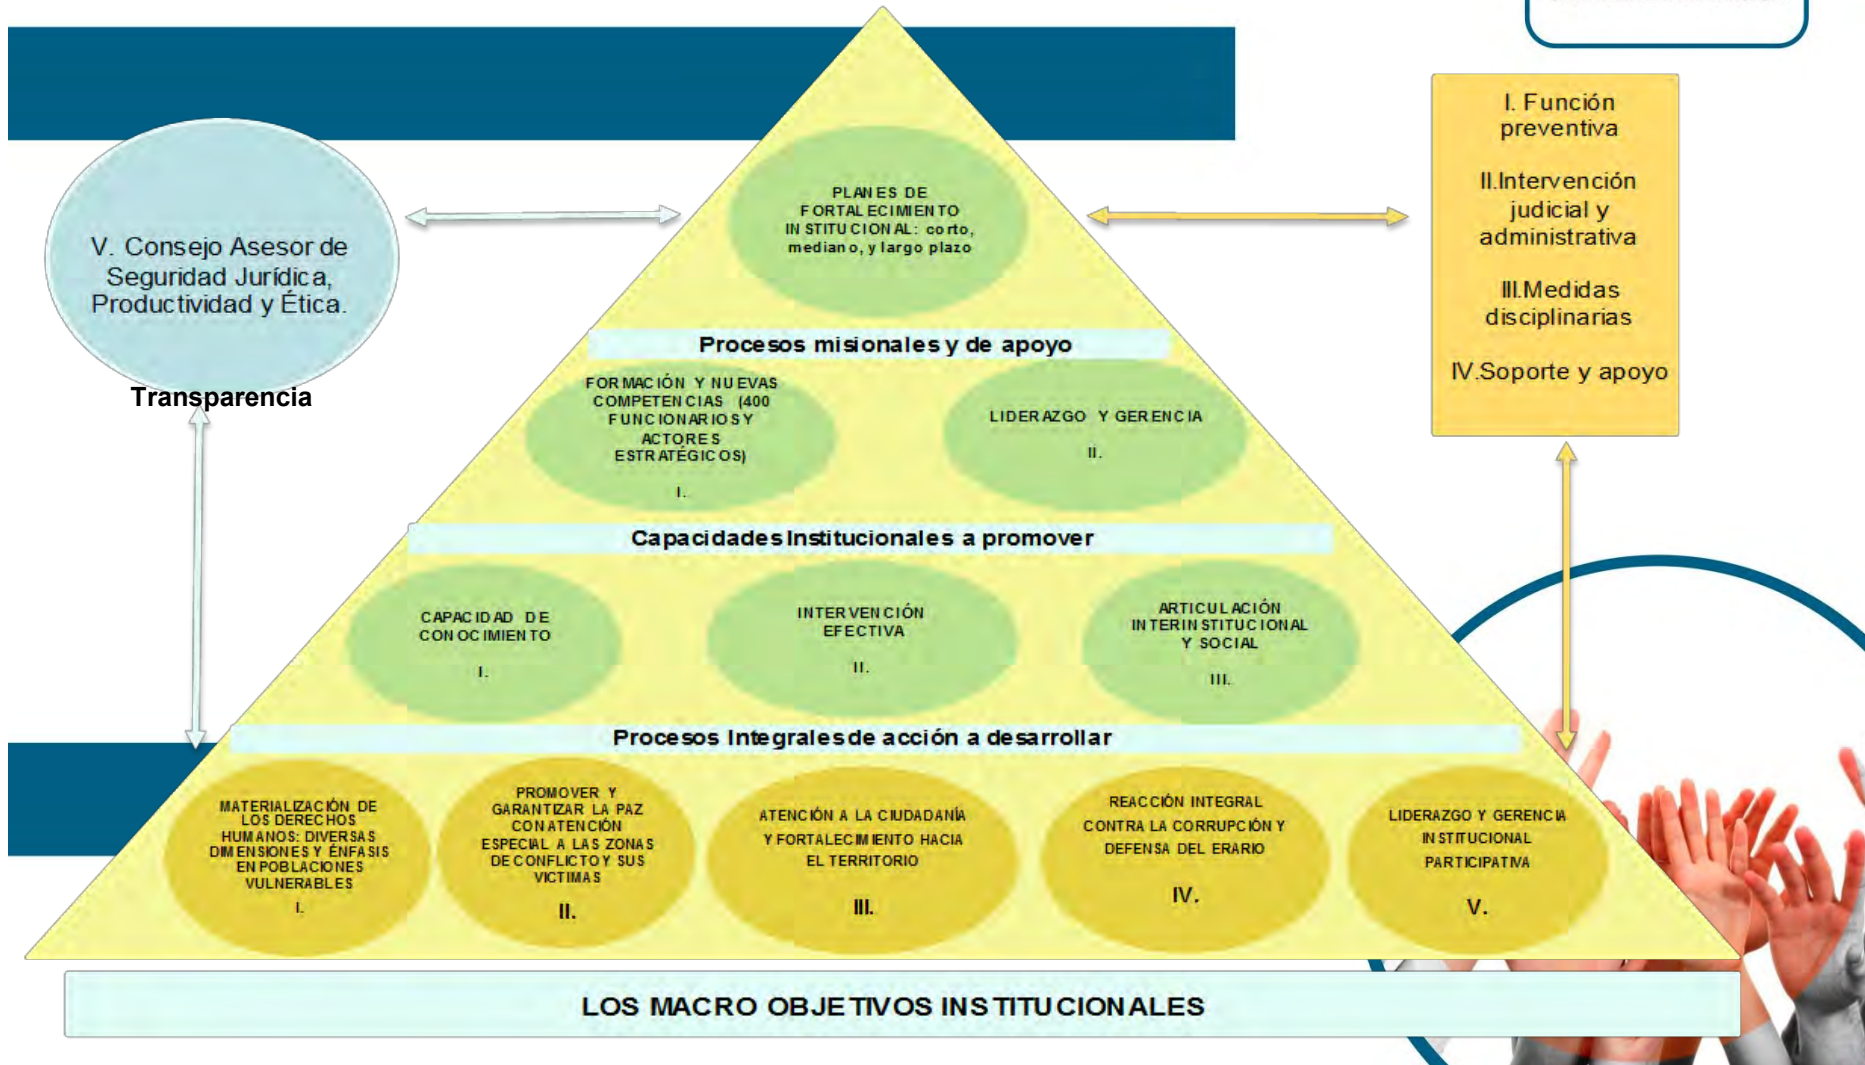 I. Función
preventiva
II.Intervención
judicial y
administrativa
III.Medidas
disciplinarias
IV.Soporte y apoyo
V. Consejo Asesor de
Seguridad Jurídica,
Productividad y Ética.
Transparencia
PLANES DE
FORTALECIMIENTO
INSTITUCIONAL: corto,
mediano, y largo plazo
Procesos misionales y de apoyo
FORMACIÓN Y NUEVAS
COMPETENCIAS (400
FUNCIONARIOS Y
ACTORES
ESTRATÉGICOS)
I.
LIDERAZGO Y GERENCIA
II.
Capacidades Institucionales a promover
CAPACIDAD DE
CONOCIMIENTO
I.
INTERVENCIÓN
EFECTIVA
II.
ARTICULACIÓN
INTERINSTITUCIONAL
Y SOCIAL
III.
Procesos Integrales de acción a desarrollar
MATERIALIZACIÓN DE
LOS DERECHOS
HUMANOS: DIVERSAS
DIMENSIONES Y ÉNFASIS
EN POBLACIONES
VULNERABLES
I.
PROMOVER Y
GARANTIZAR LA PAZ
CON ATENCIÓN
ESPECIAL A LAS ZONAS
DE CONFLICTO Y SUS
VICTIMAS
II.
ATENCIÓN A LA CIUDADANÍA
Y FORTALECIMIENTO HACIA
EL TERRITORIO
III.
REACCIÓN INTEGRAL
CONTRA LA CORRUPCIÓN Y
DEFENSA DEL ERARIO
IV.
LIDERAZGO Y GERENCIA
INSTITUCIONAL
PARTICIPATIVA
V.
LOS MACRO OBJETIVOS INSTITUCIONALES